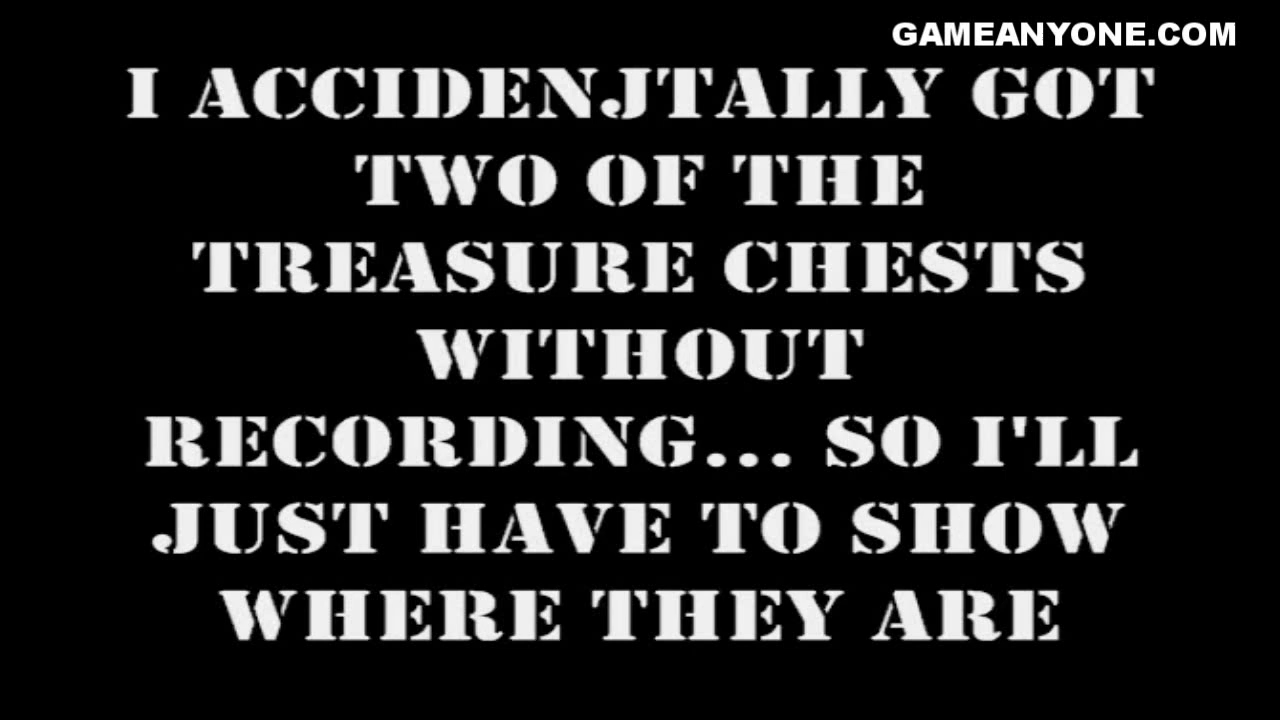 GAMEANYONE.COM
I ACCIDENJTALLY GOT
TWO OF THE
TREASURE CHESTS
WITHOUT
RECORDING... SO I'LL
JUST HAVE TO SHOW
WHERE THEY ARE